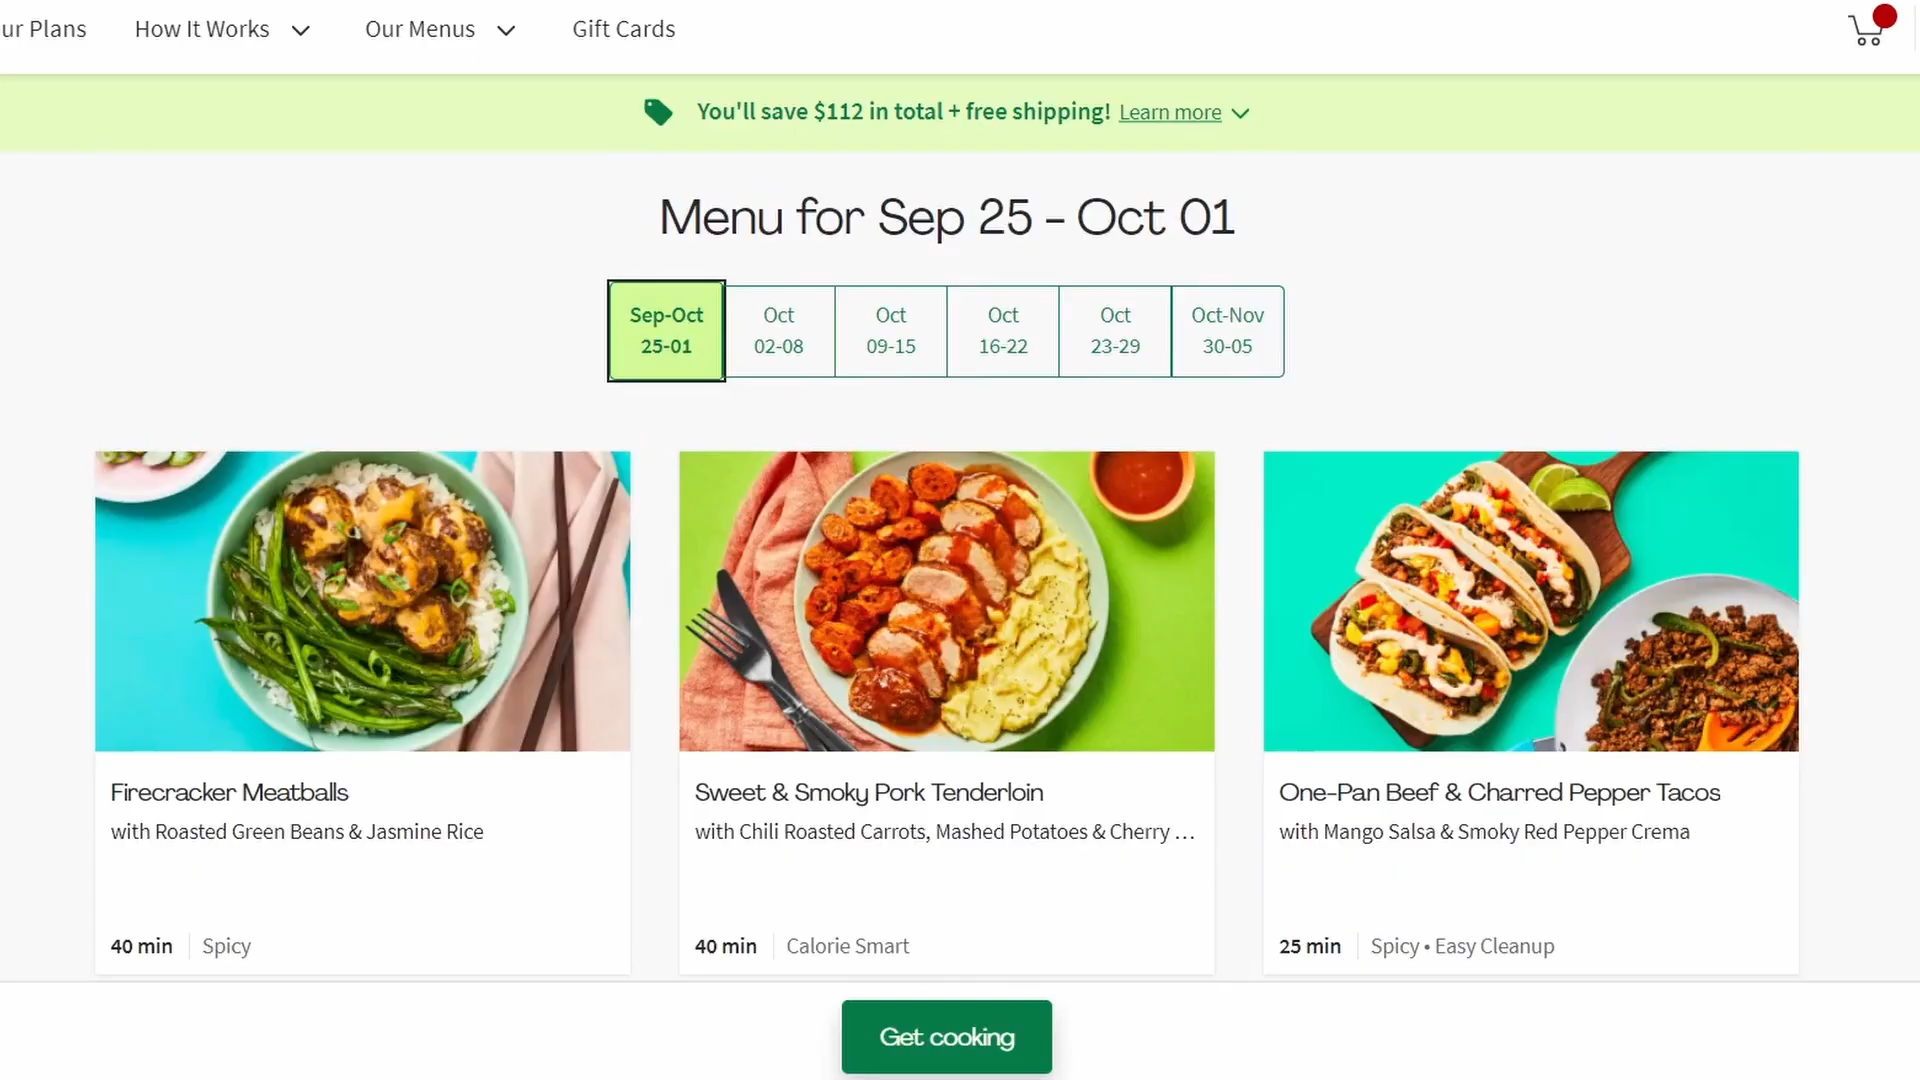 ur Plans
How It Works
Our Menus
Gift Cards
You'll save $112 in total + free shipping! Learn more
Menu for Sep 25 - Oct 01
Sep-Oct
25-01
Oct
02-08
Oct
09-15
Oct
16-22
Oct
23-29
Oct-Nov
30-05
Firecracker Meatballs
with Roasted Green Beans & Jasmine Rice
40 min
Spicy
Sweet & Smoky Pork Tenderloin
with Chili Roasted Carrots, Mashed Potatoes & Cherry …
40 min
Calorie Smart
One-Pan Beef & Charred Pepper Tacos
with Mango Salsa & Smoky Red Pepper Crema
25 min
Spicy • Easy Cleanup
Get cooking